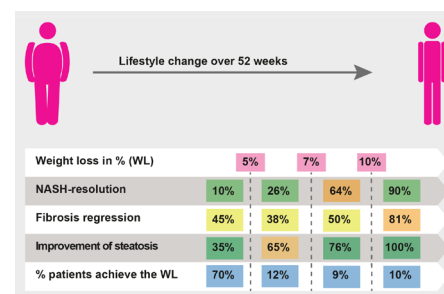 Lifestyle change over 52 weeks
Weight loss in % (WL) 5% 7% 10%
NASH-resolution 10% 26% 64% 90%
Fibrosis regression 45% 38% 50% 81%
Improvement of steatosis 35% 65% 76% 100%
% patients achieve the WL 70% 12% 9% 10%